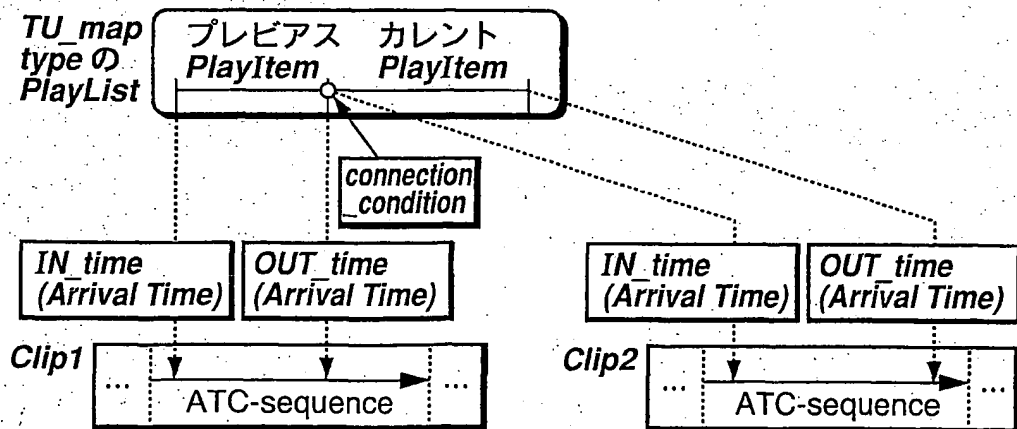 TU_map
type の
PlayList
プレビアス カレント
PlayItem PlayItem
connection
_condition
IN_time
(Arrival Time)
OUT_time
(Arrival Time)
IN_time
(Arrival Time)
OUT_time
(Arrival Time)
Clip1
... ATC-sequence ...
Clip2
... ATC-sequence ...